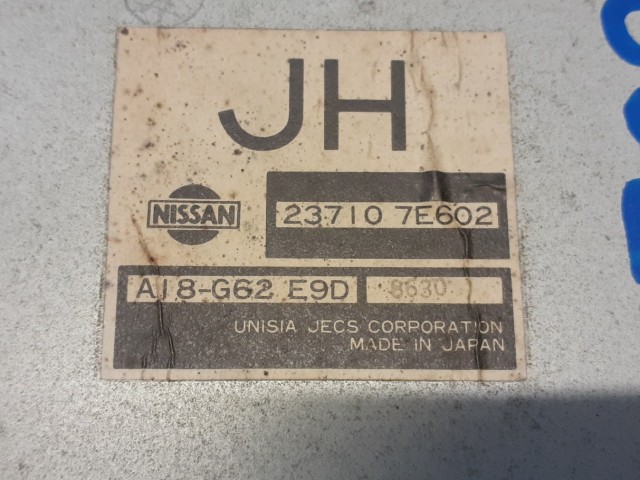 JH
NISSAN
23710 7E602
A18-G62 E9D 8630
UNISIA JECS CORPORATION
MADE IN JAPAN